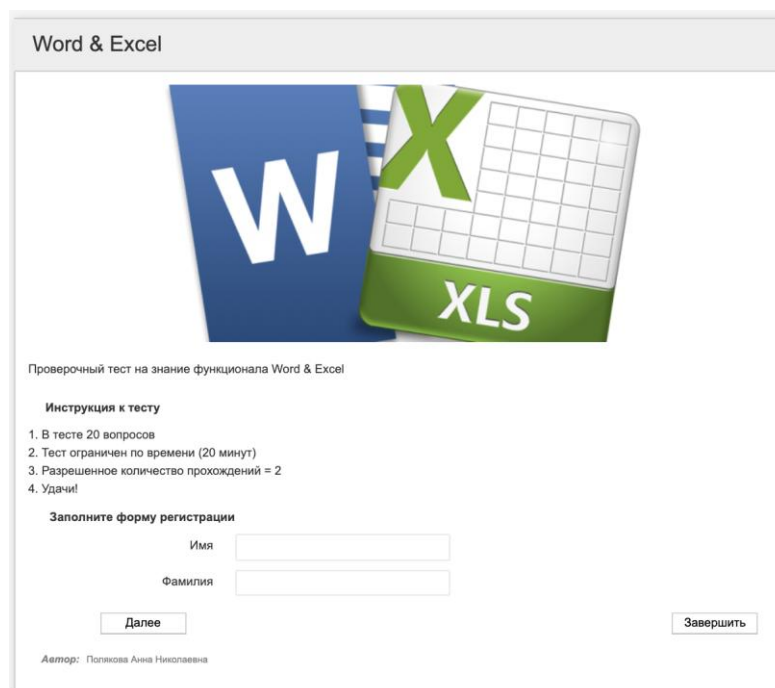 Word & Excel
W
X
XLS
Проверочный тест на знание функционала Word & Excel
Инструкция к тесту
1. В тесте 20 вопросов
2. Тест ограничен по времени (20 минут)
3. Разрешенное количество прохождений = 2
4. Удачи!
Заполните форму регистрации
Имя
Фамилия
Далее Завершить
Автор: Полякова Анна Николаевна